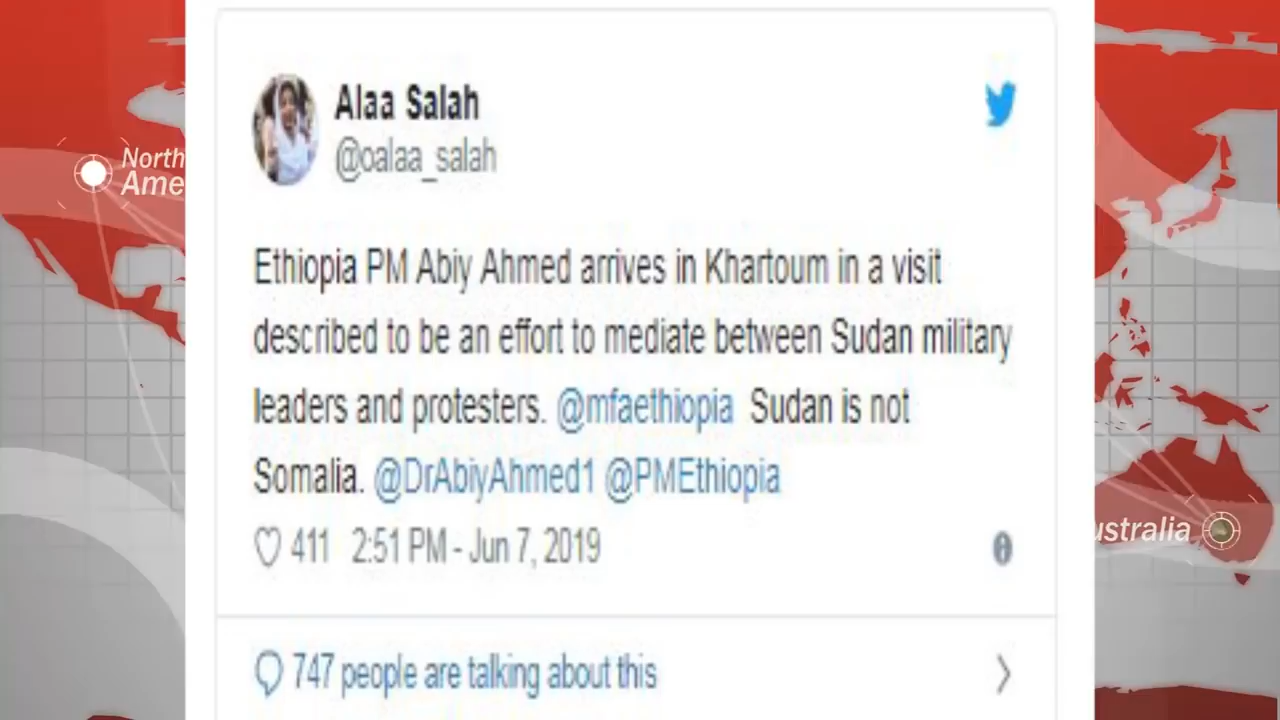 Alaa Salah
@oalaa_salah
North
Ame
Ethiopia PM Abiy Ahmed arrives in Khartoum in a visit
described to be an effort to mediate between Sudan military
leaders and protesters. @mfaethiopia Sudan is not
Somalia. @DrAbiyAhmed1 @PMEthiopia
411 2:51 PM - Jun 7, 2019
ustralia
747 people are talking about this